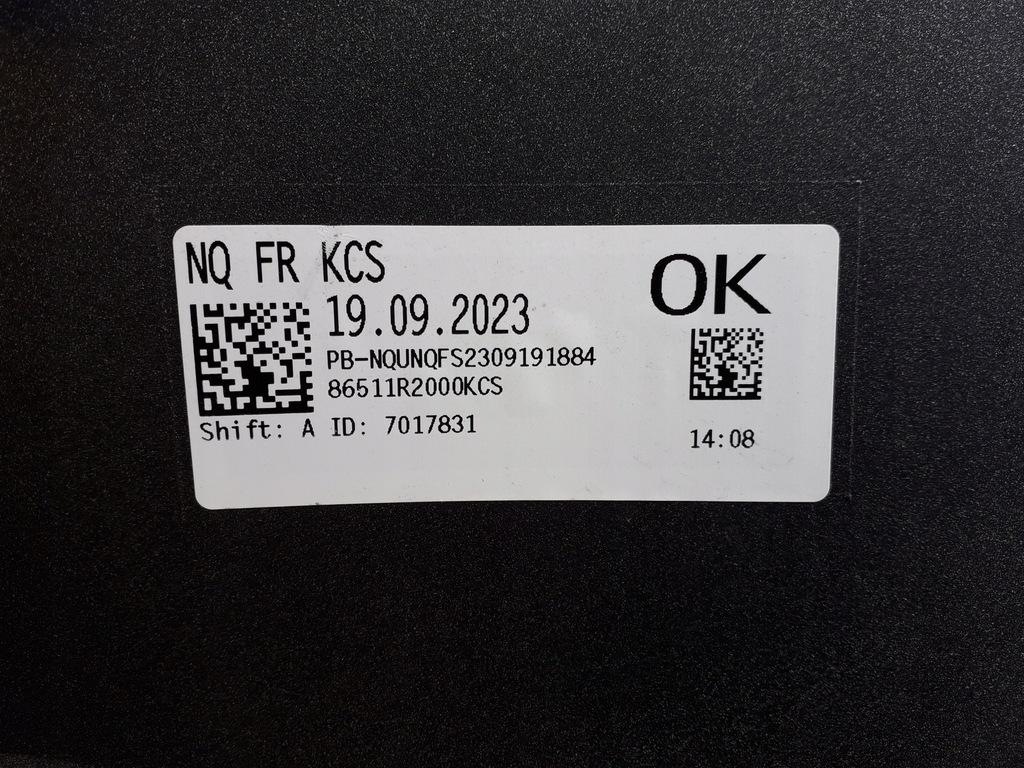 NQ FR KCS
OK
19.09.2023
PB-NQUNQFS2309191884
86511R2000KCS
Shift: A ID: 7017831
14:08